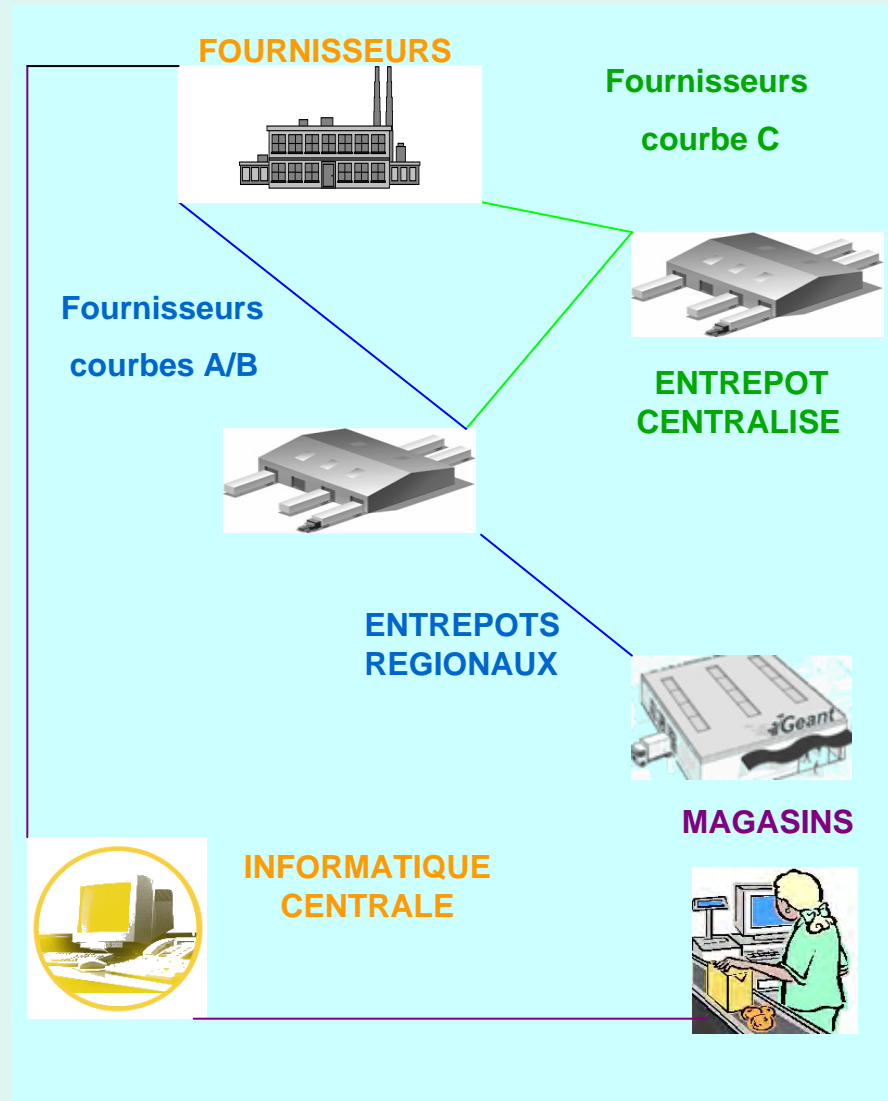 FOURNISSEURS
Fournisseurs
courbe C
Fournisseurs
courbes A/B
ENTREPOT
CENTRALISE
ENTREPOTS
REGIONAUX
Geant
MAGASINS
INFORMATIQUE
CENTRALE